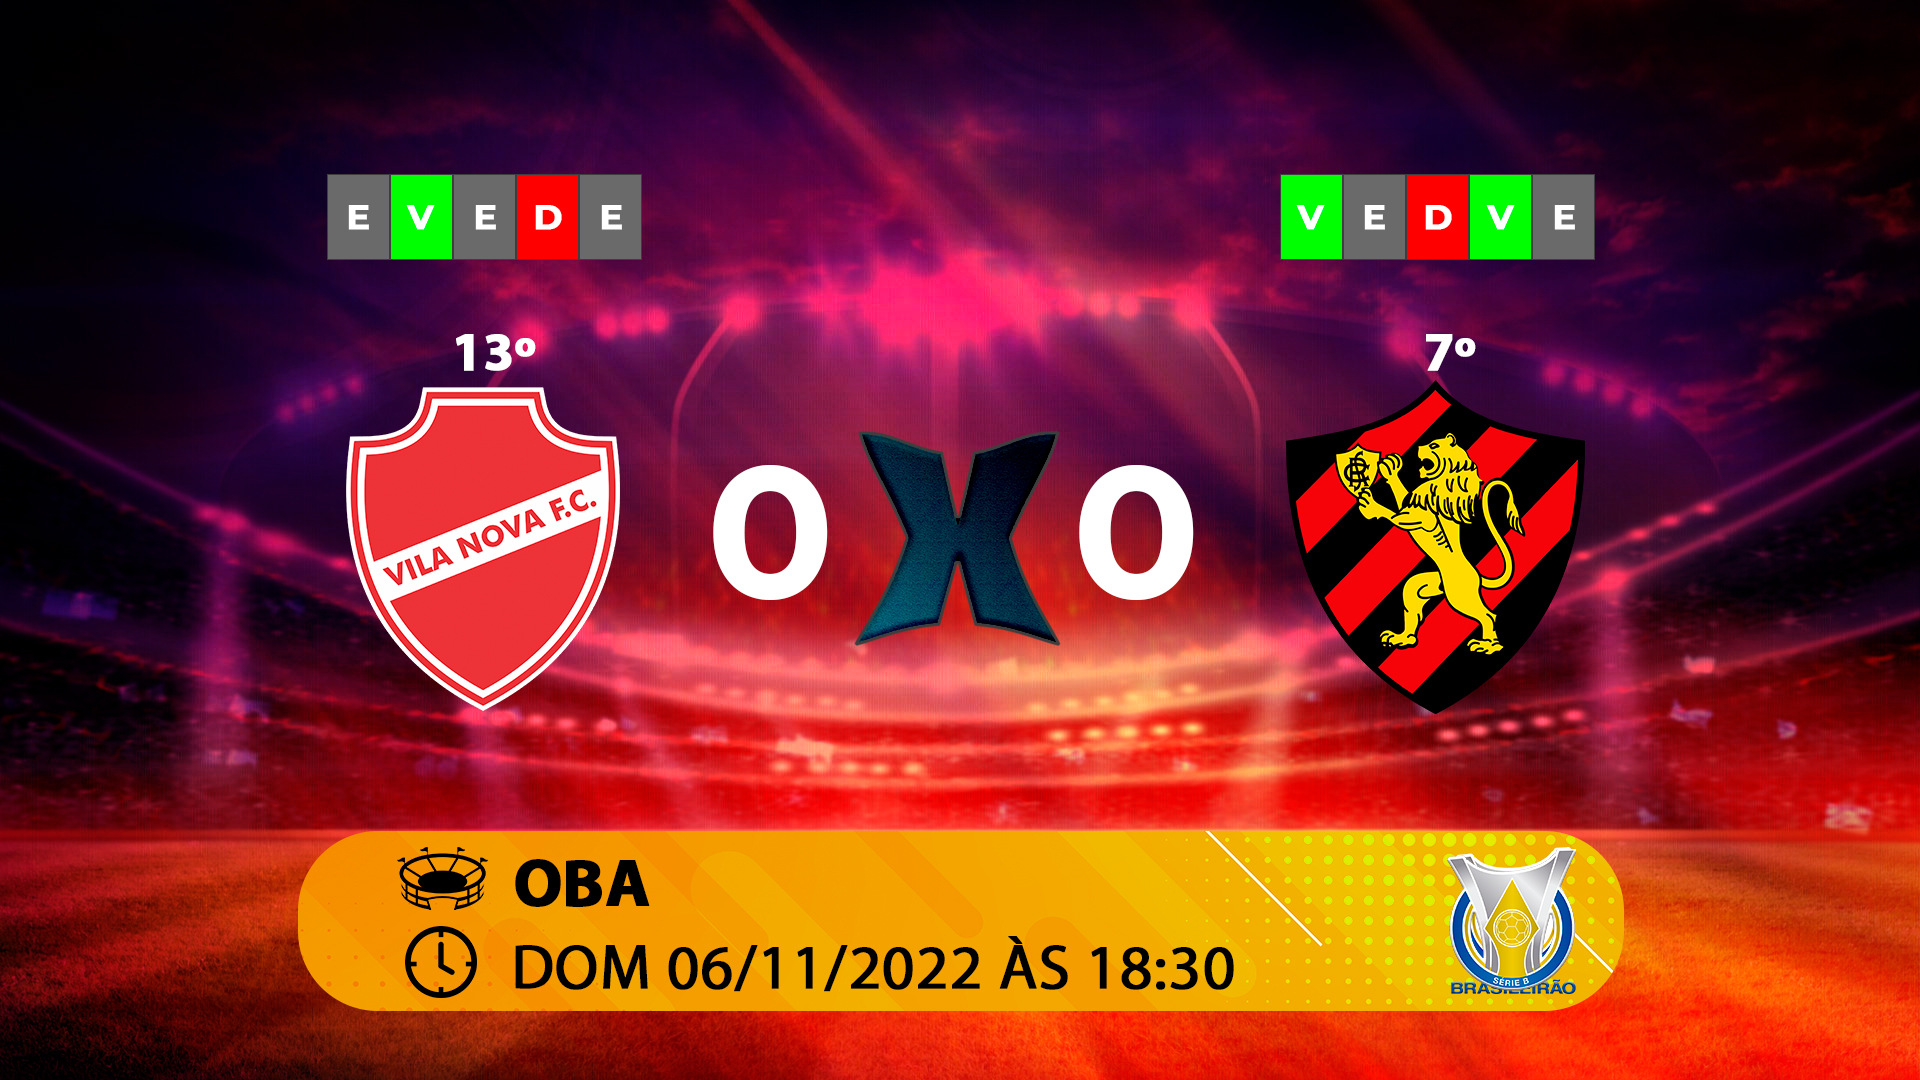 E V E D E
V E D V E
13º
7º
VILA NOVA F.C.
0 X 0
OBA
DOM 06/11/2022 ÀS 18:30
SÉRIE B
BRASILEIRÃO